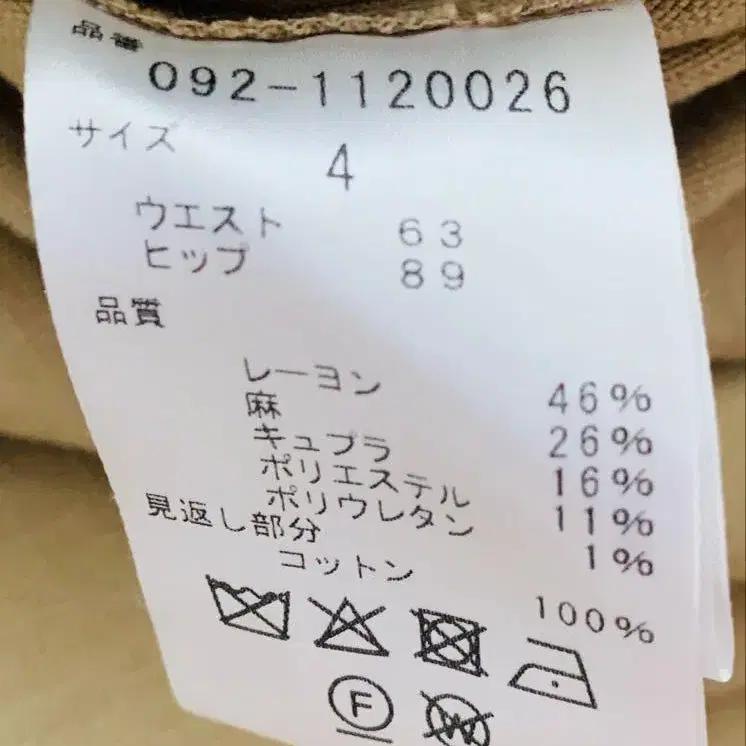 品番
092-1120026
サイズ
4
ウエスト 63
ヒップ 89
品質
レーヨン 46%
麻 26%
キュプラ 16%
ポリエステル 11%
ポリウレタン 1%
見返し部分
コットン 100%
F
W